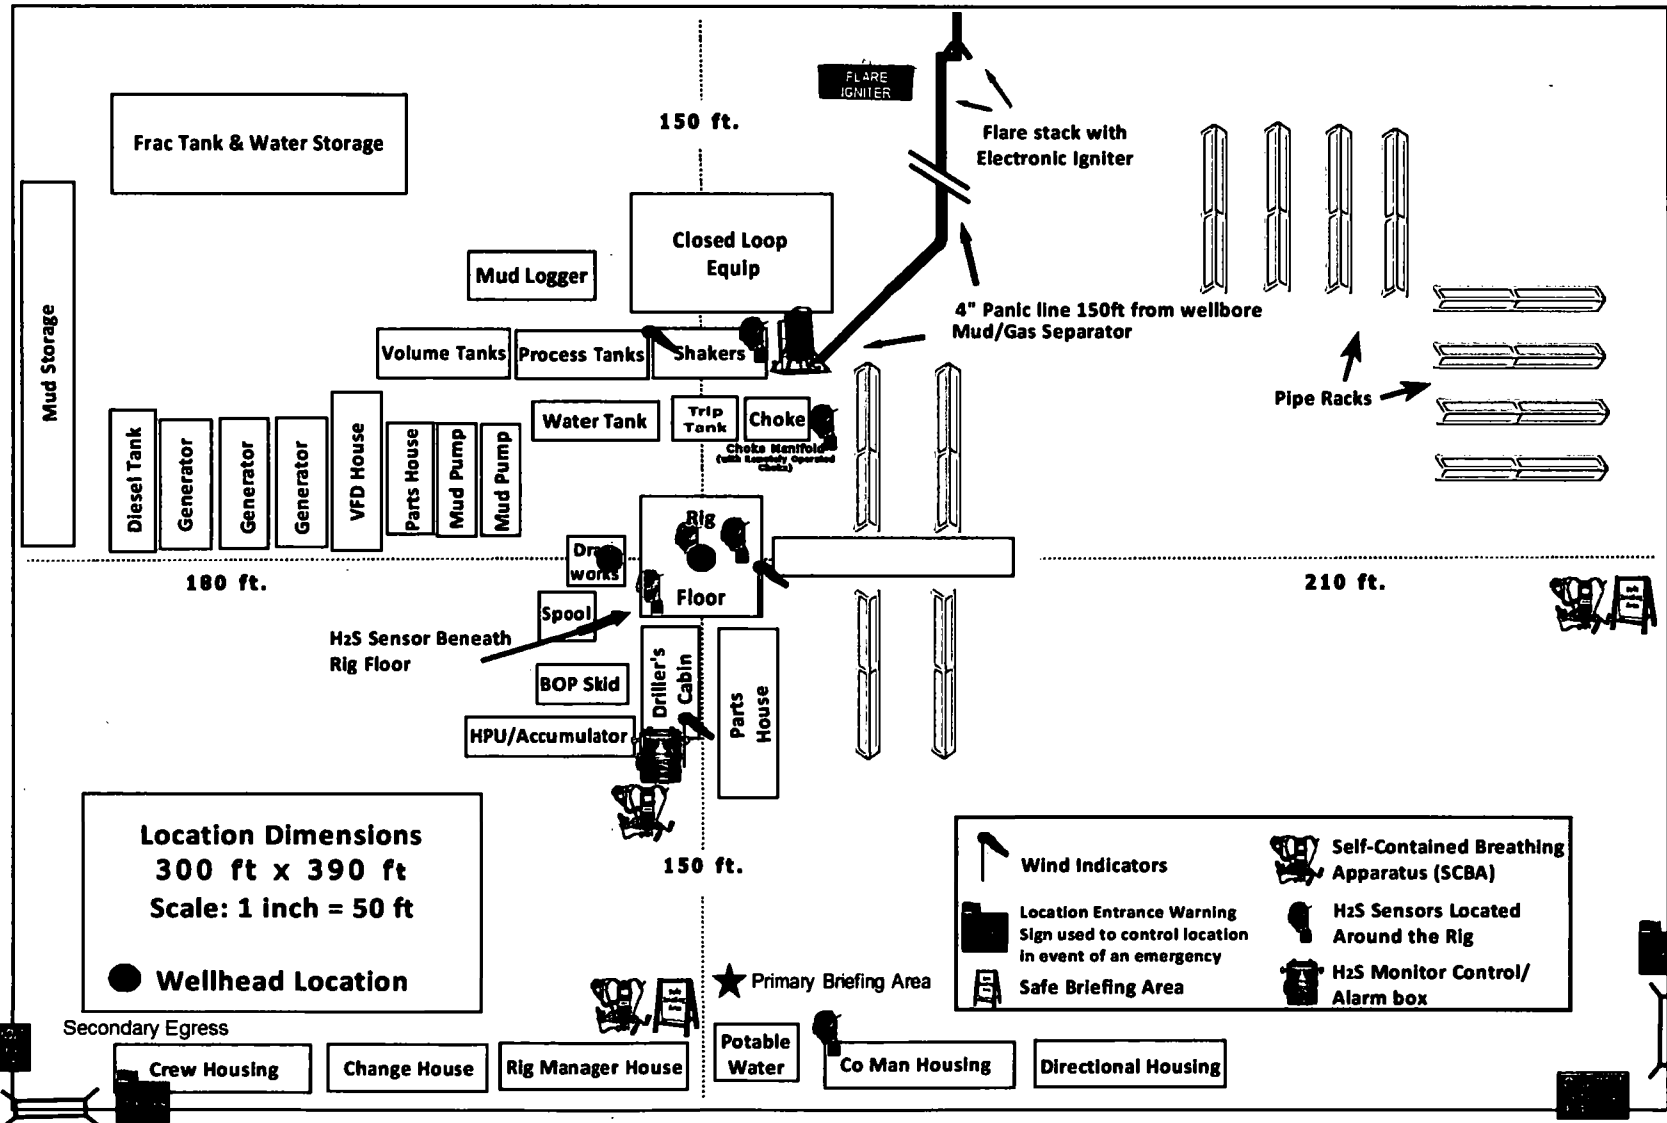 FLARE
IGNITER
150 ft.
Flare stack with
Electronic Igniter
Frac Tank & Water Storage
Closed Loop
Equip
Mud Logger
4" Panic line 150ft from wellbore
Mud/Gas Separator
Mud Storage
Volume Tanks
Process Tanks
Shakers
Pipe Racks
Water Tank
Trip
Tank
Choke
Choke Manifold
(with Remotely Operated
Choke)
Diesel Tank
Generator
Generator
Generator
VFD House
Parts House
Mud Pump
Mud Pump
Rig
Floor
Draw
works
180 ft.
210 ft.
Spool
H2S Sensor Beneath
Rig Floor
Driller's
Cabin
Parts
House
BOP Skid
HPU/Accumulator
Location Dimensions
300 ft x 390 ft
Scale: 1 inch = 50 ft
Wellhead Location
150 ft.
Wind Indicators
Self-Contained Breathing
Apparatus (SCBA)
Location Entrance Warning
Sign used to control location
in event of an emergency
H2S Sensors Located
Around the Rig
Safe Briefing Area
H2S Monitor Control/
Alarm box
Primary Briefing Area
Secondary Egress
Crew Housing
Change House
Rig Manager House
Potable
Water
Co Man Housing
Directional Housing